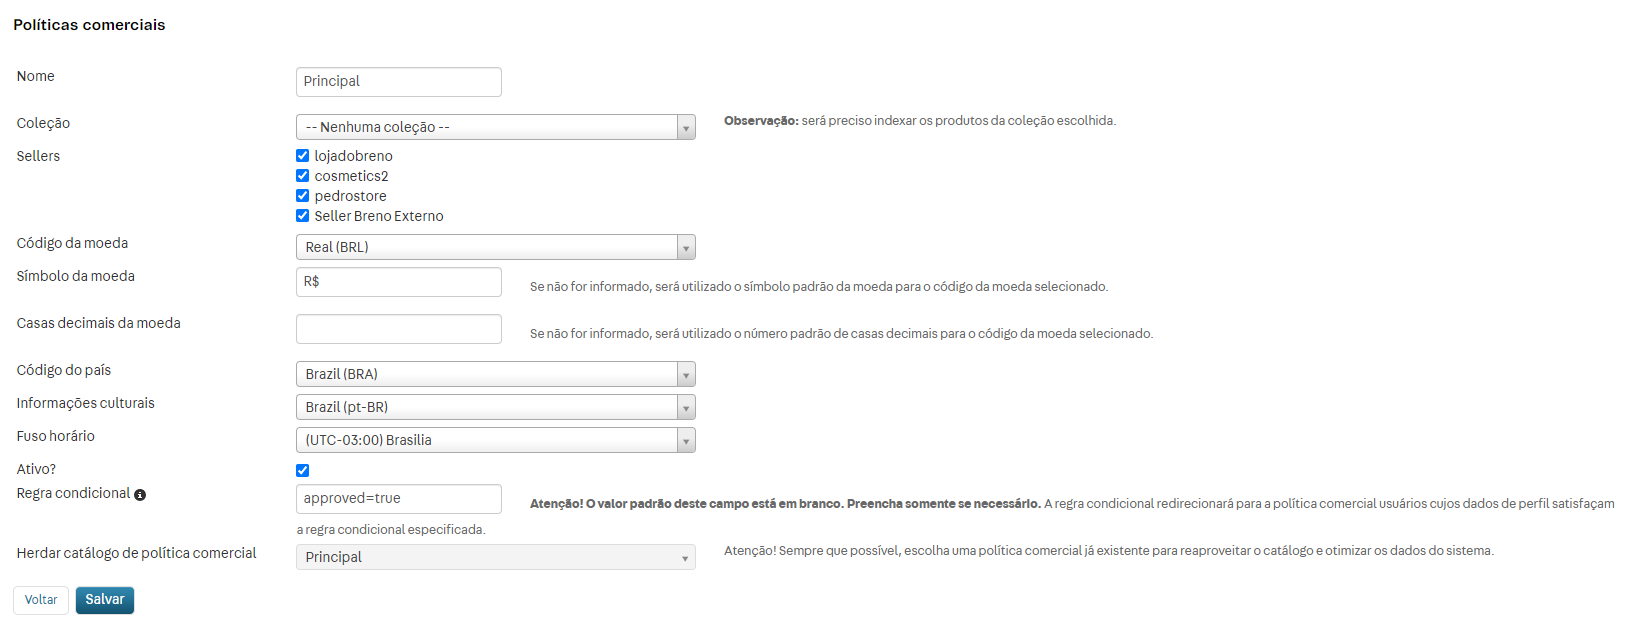 Políticas comerciais
Nome
Principal
Coleção
-- Nenhuma coleção --
Observação: será preciso indexar os produtos da coleção escolhida.
Sellers
lojadobreno
cosmetics2
pedrostore
Seller Breno Externo
Código da moeda
Real (BRL)
Símbolo da moeda
R$
Se não for informado, será utilizado o símbolo padrão da moeda para o código da moeda selecionado.
Casas decimais da moeda
Se não for informado, será utilizado o número padrão de casas decimais para o código da moeda selecionado.
Código do país
Brazil (BRA)
Informações culturais
Brazil (pt-BR)
Fuso horário
(UTC-03:00) Brasilia
Ativo?
Regra condicional
approved=true
Atenção! O valor padrão deste campo está em branco. Preencha somente se necessário. A regra condicional redirecionará para a política comercial usuários cujos dados de perfil satisfaçam
a regra condicional especificada.
Herdar catálogo de política comercial
Principal
Atenção! Sempre que possível, escolha uma política comercial já existente para reaproveitar o catálogo e otimizar os dados do sistema.
Voltar
Salvar